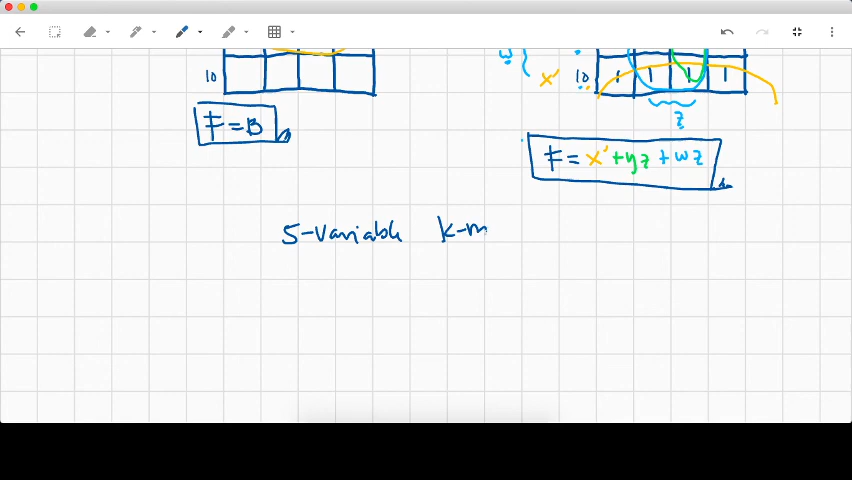 w
10
x' 10 1 1 1 1
z
F = B
F = x' + yz + wz
5-variable k-m